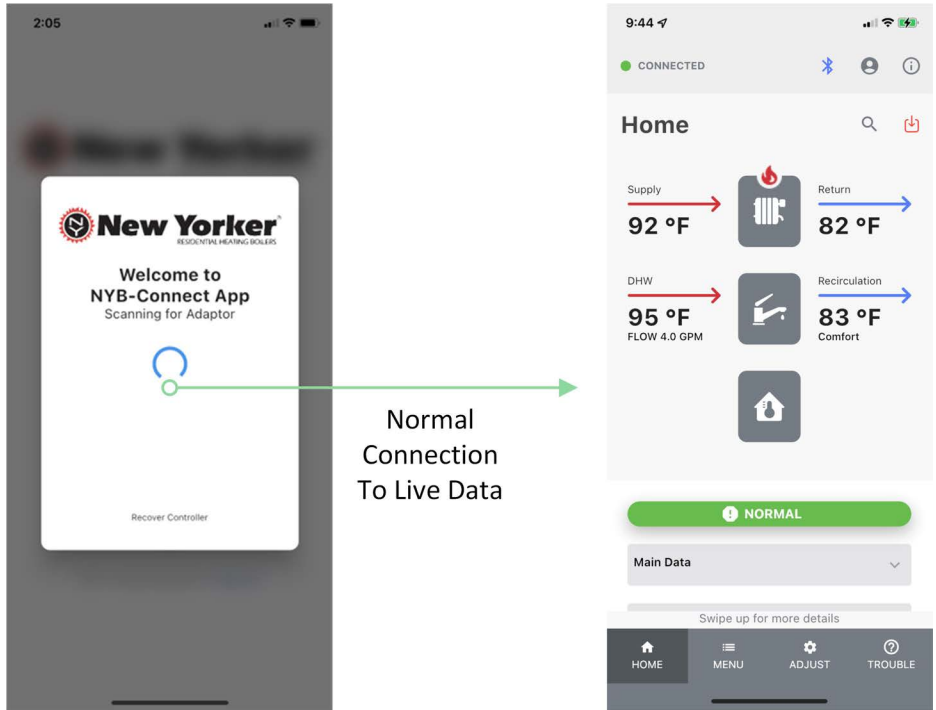 2:05
New Yorker
New Yorker
RESIDENTIAL HEATING BOILERS
Welcome to
NYB-Connect App
Scanning for Adaptor
Recover Controller
Normal
Connection
To Live Data
9:44
CONNECTED
Home
Supply
92 °F
Return
82 °F
DHW
95 °F
FLOW 4.0 GPM
Recirculation
83 °F
Comfort
NORMAL
Main Data
Swipe up for more details
HOME
MENU
ADJUST
TROUBLE